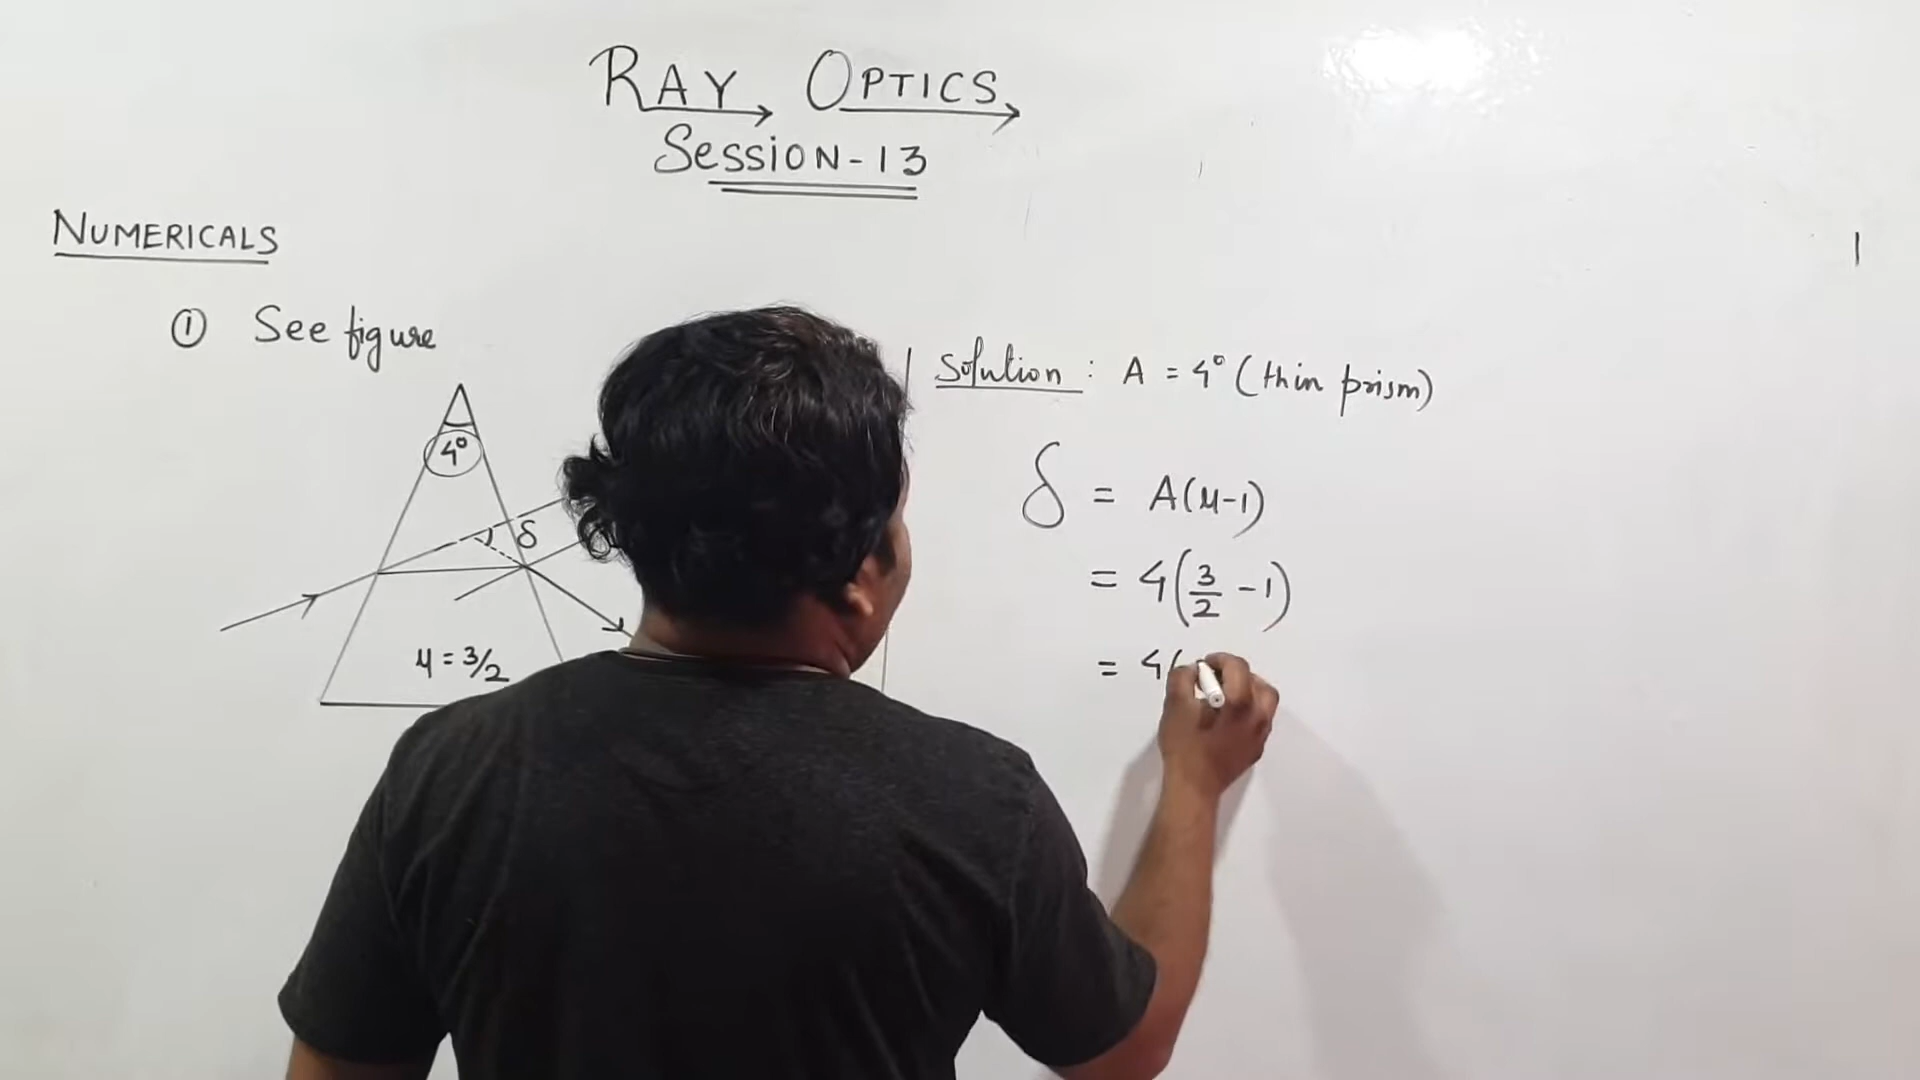 RAY OPTICS
SESSION-13
NUMERICALS
① See figure
4°
δ
μ = 3/2
Solution : A = 4° (thin prism)
δ = A(μ-1)
= 4(3/2 - 1)
= 4(